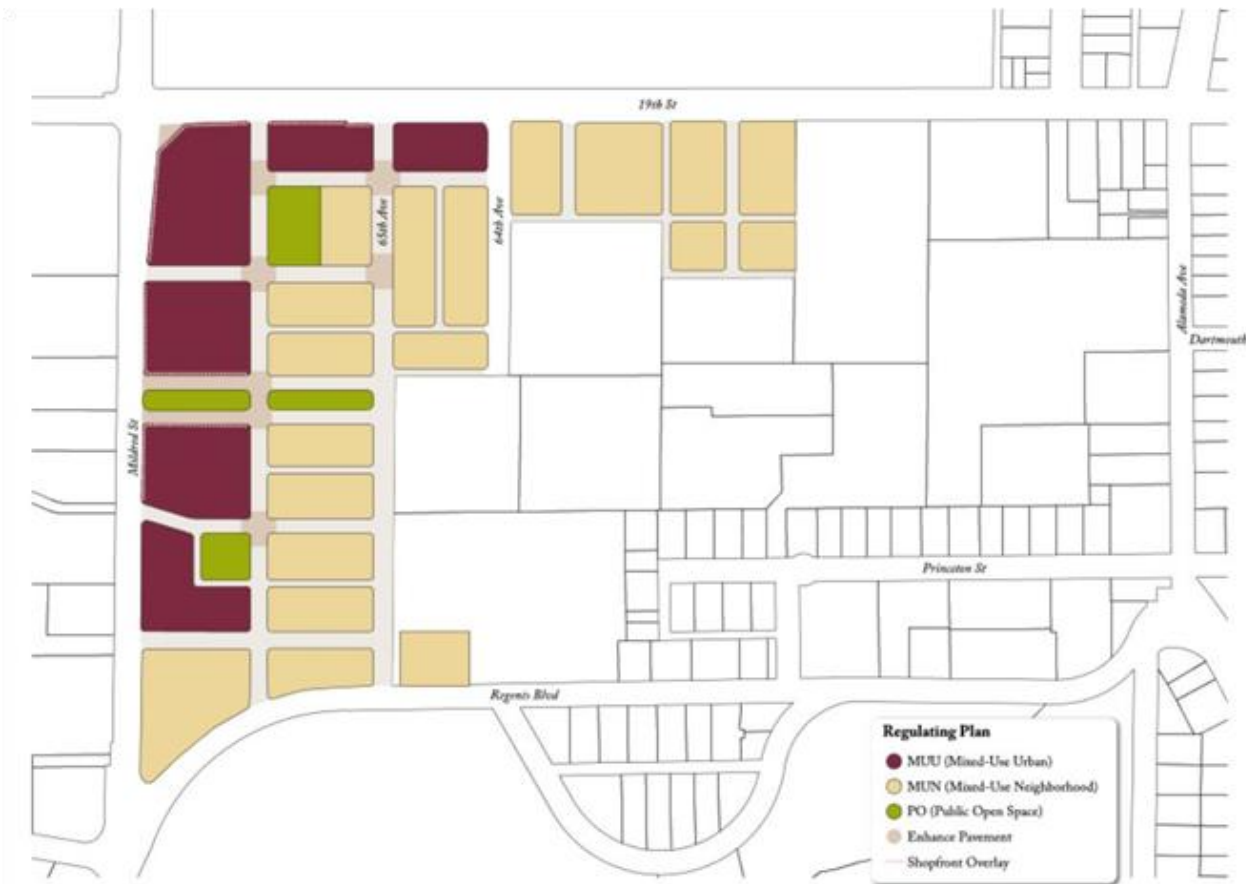 19th St
65th Ave
64th Ave
Alameda Ave
Dartmouth
Mildred St
Princeton St
Regents Blvd
Regulating Plan
MUU (Mixed-Use Urban)
MUN (Mixed-Use Neighborhood)
PO (Public Open Space)
Enhance Pavement
Shopfront Overlay